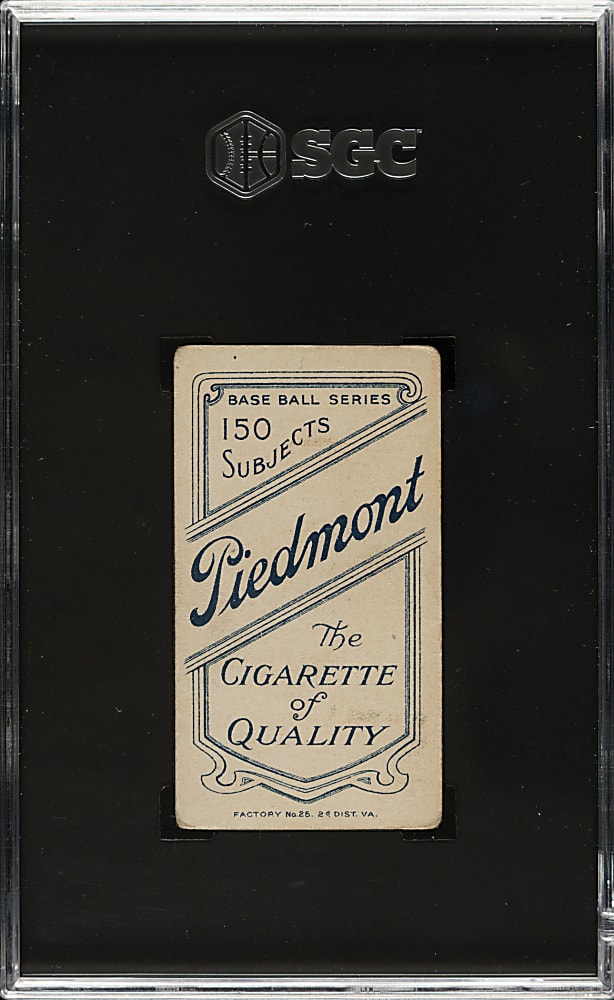 SGC
BASE BALL SERIES
150
SUBJECTS
Piedmont
The
CIGARETTE
of
QUALITY
FACTORY No.25. 2d DIST. VA.